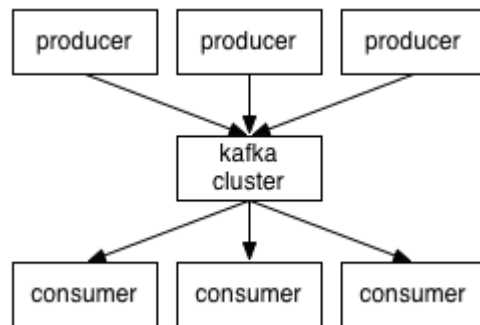 producer
producer
producer
kafka
cluster
consumer
consumer
consumer